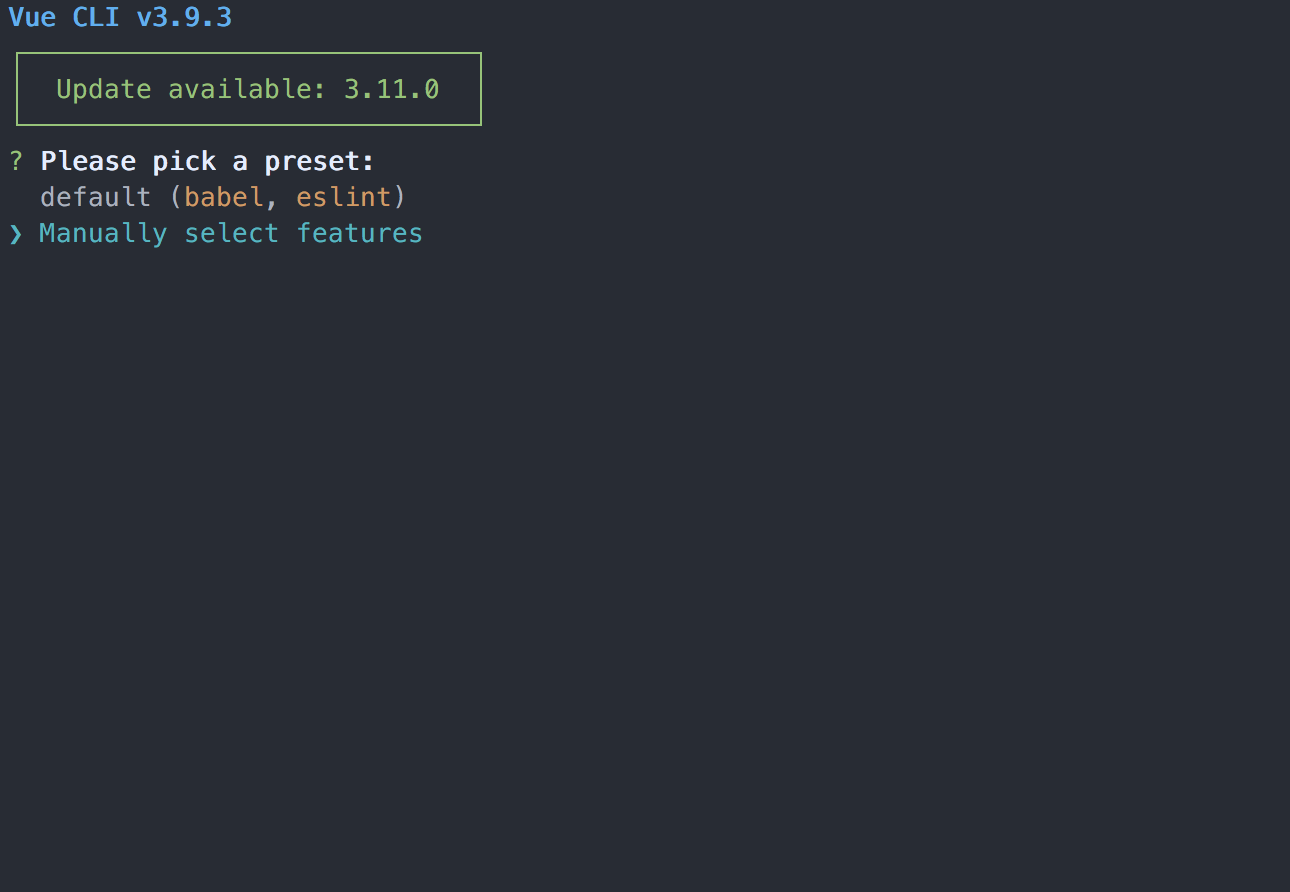 Vue CLI v3.9.3
Update available: 3.11.0
? Please pick a preset:
default (babel, eslint)
❯ Manually select features